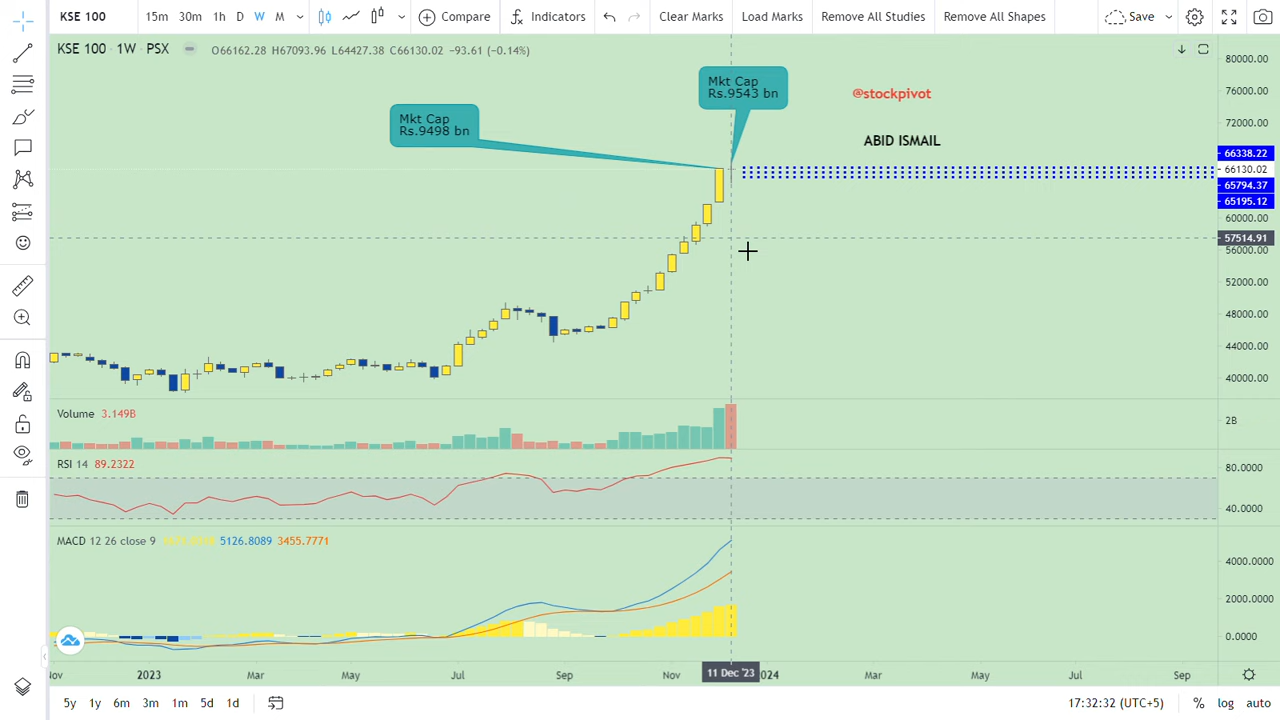 KSE 100
15m 30m 1h D W M
Compare
Indicators
Clear Marks
Load Marks
Remove All Studies
Remove All Shapes
Save
KSE 100 · 1W · PSX
O66162.28 H67093.96 L64427.38 C66130.02 −93.61 (−0.14%)
Mkt Cap
Rs.9498 bn
Mkt Cap
Rs.9543 bn
@stockpivot
ABID ISMAIL
80000.00
76000.00
72000.00
66338.22
66130.02
65794.37
65195.12
60000.00
57514.91
56000.00
52000.00
48000.00
44000.00
40000.00
Volume 3.149B
2B
RSI 14 89.2322
80.0000
40.0000
MACD 12 26 close 9
5126.8089 3455.7771
4000.0000
2000.0000
0.0000
Nov 2023 Mar May Jul Sep Nov 11 Dec '23 2024 Mar May Jul Sep
5y 1y 6m 3m 1m 5d 1d
17:32:32 (UTC+5) % log auto